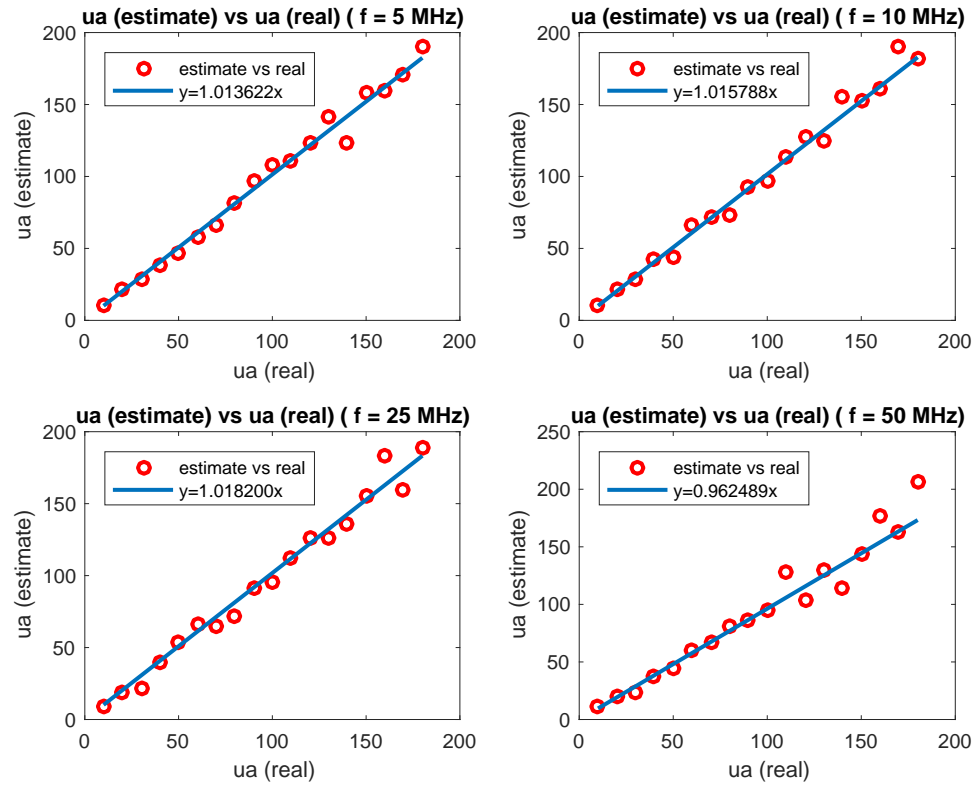 ua (estimate) vs ua (real) ( f = 5 MHz)
200
150
100
50
0
ua (estimate)
estimate vs real
y=1.013622x
0 50 100 150 200
ua (real)
ua (estimate) vs ua (real) ( f = 10 MHz)
200
150
100
50
0
ua (estimate)
estimate vs real
y=1.015788x
0 50 100 150 200
ua (real)
ua (estimate) vs ua (real) ( f = 25 MHz)
200
150
100
50
0
ua (estimate)
estimate vs real
y=1.018200x
0 50 100 150 200
ua (real)
ua (estimate) vs ua (real) ( f = 50 MHz)
250
200
150
100
50
0
ua (estimate)
estimate vs real
y=0.962489x
0 50 100 150 200
ua (real)